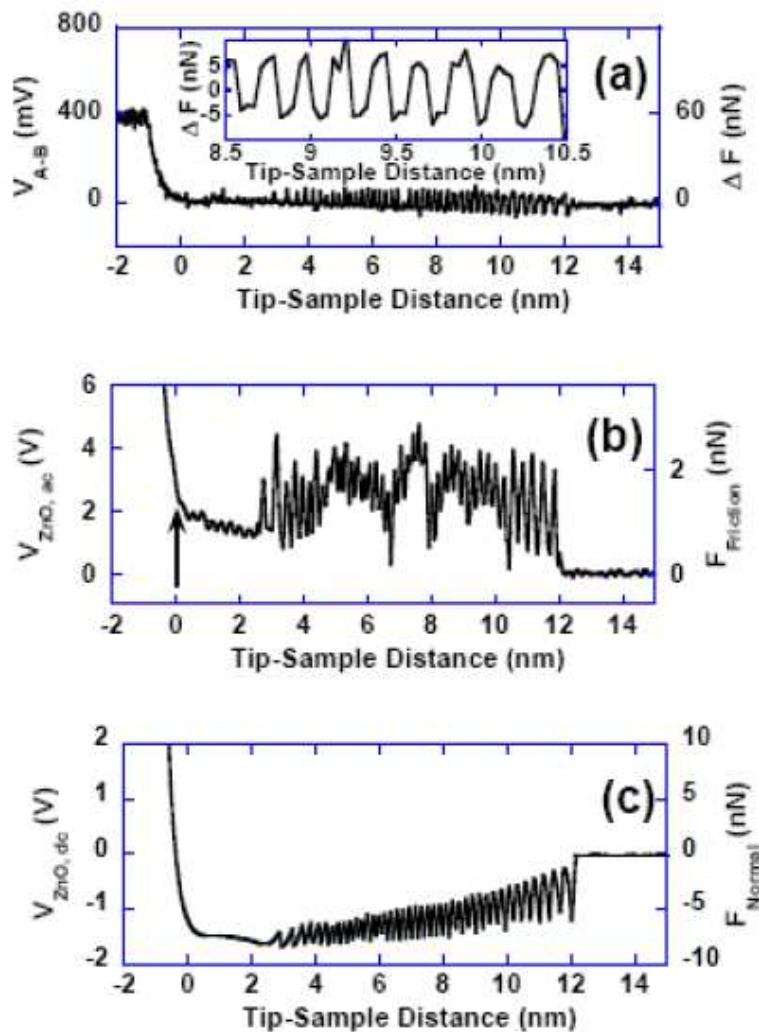 800
400
0
V_A-B (mV)
5
-5
Δ F (nN)
(a)
8.5 9 9.5 10 10.5
Tip-Sample Distance (nm)
60
0
Δ F (nN)
-2 0 2 4 6 8 10 12 14
Tip-Sample Distance (nm)
6
4
2
0
V_ZnO, ac (V)
(b)
2
0
F_Friction (nN)
-2 0 2 4 6 8 10 12 14
Tip-Sample Distance (nm)
2
1
0
-1
-2
V_ZnO, dc (V)
(c)
10
5
0
-5
-10
F_Normal (nN)
-2 0 2 4 6 8 10 12 14
Tip-Sample Distance (nm)